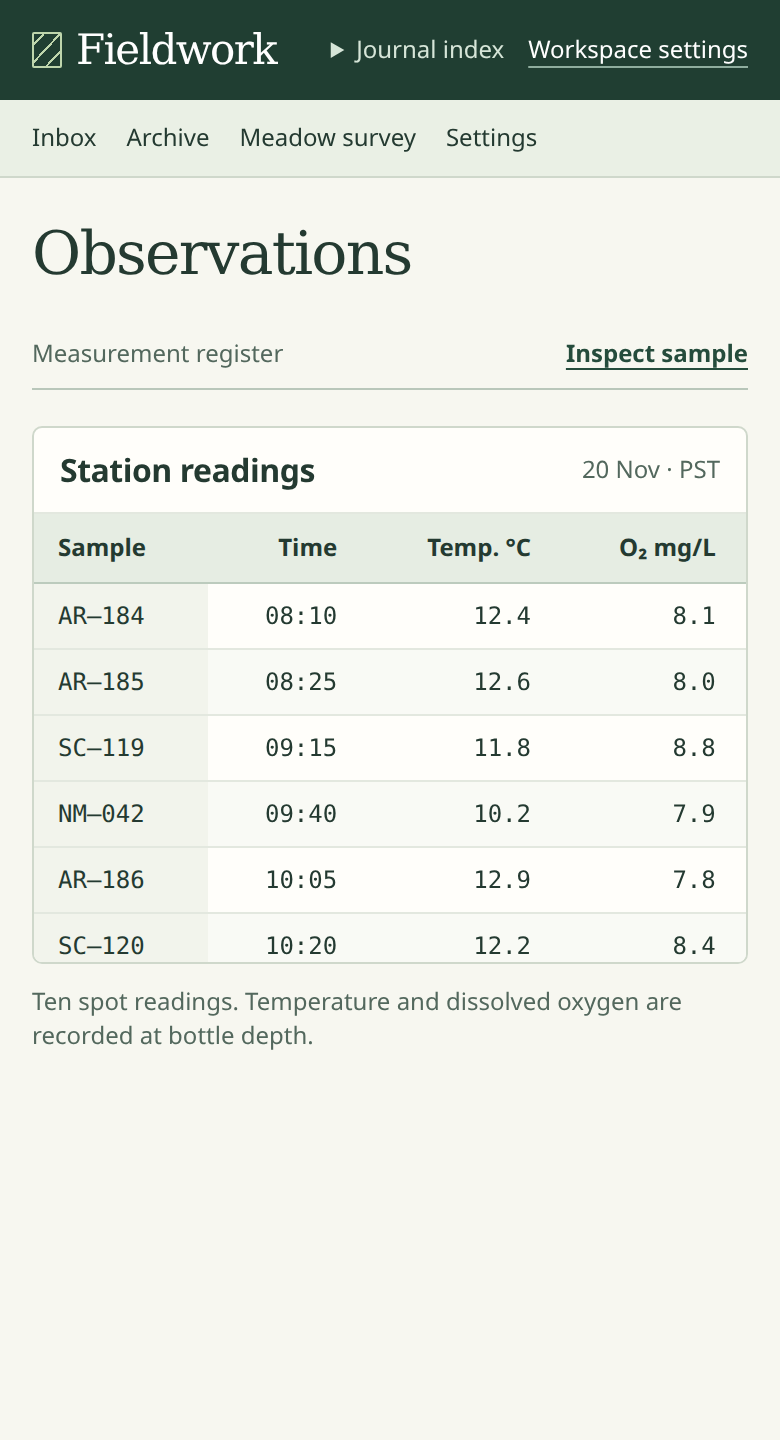 Fieldwork ▶ Journal index Workspace settings
Inbox Archive Meadow survey Settings
Observations
Measurement register Inspect sample
Station readings 20 Nov · PST
Sample Time Temp. °C O₂ mg/L
AR–184 08:10 12.4 8.1
AR–185 08:25 12.6 8.0
SC–119 09:15 11.8 8.8
NM–042 09:40 10.2 7.9
AR–186 10:05 12.9 7.8
SC–120 10:20 12.2 8.4
Ten spot readings. Temperature and dissolved oxygen are
recorded at bottle depth.